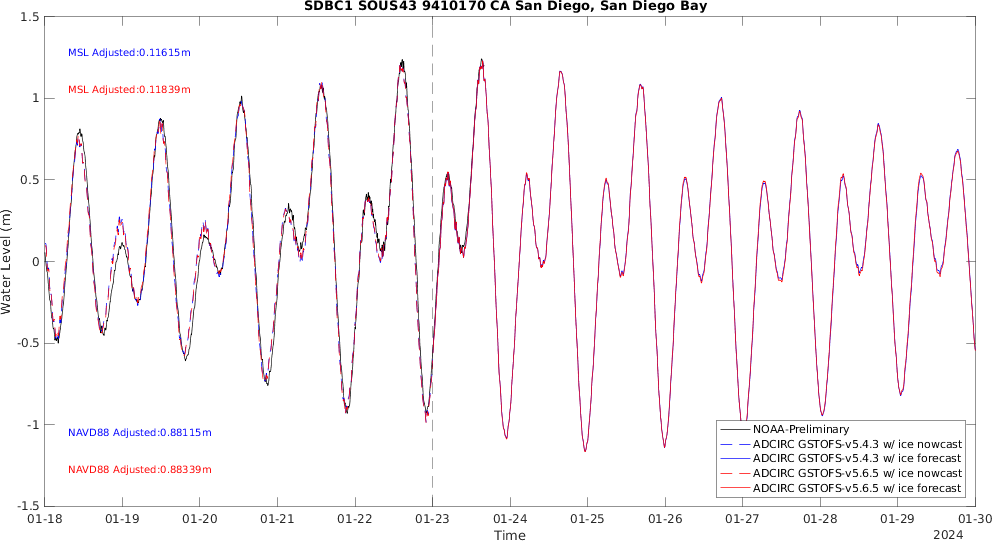 SDBC1 SOUS43 9410170 CA San Diego, San Diego Bay
1.5
1
0.5
0
-0.5
-1
-1.5
Water Level (m)
MSL Adjusted:0.11615m
MSL Adjusted:0.11839m
NAVD88 Adjusted:0.88115m
NAVD88 Adjusted:0.88339m
NOAA-Preliminary
ADCIRC GSTOFS-v5.4.3 w/ ice nowcast
ADCIRC GSTOFS-v5.4.3 w/ ice forecast
ADCIRC GSTOFS-v5.6.5 w/ ice nowcast
ADCIRC GSTOFS-v5.6.5 w/ ice forecast
01-18 01-19 01-20 01-21 01-22 01-23 01-24 01-25 01-26 01-27 01-28 01-29 01-30
Time
2024